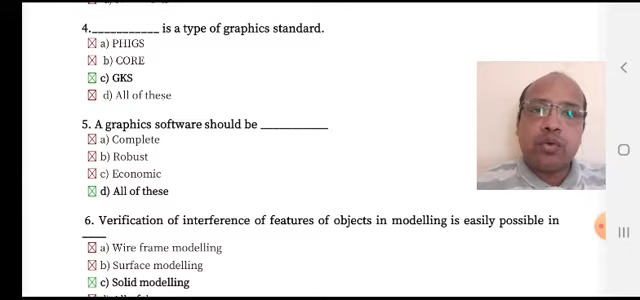 4.___________ is a type of graphics standard.
a) PHIGS
b) CORE
c) GKS
d) All of these
5. A graphics software should be ___________
a) Complete
b) Robust
c) Economic
d) All of these
6. Verification of interference of features of objects in modelling is easily possible in
____
a) Wire frame modelling
b) Surface modelling
c) Solid modelling